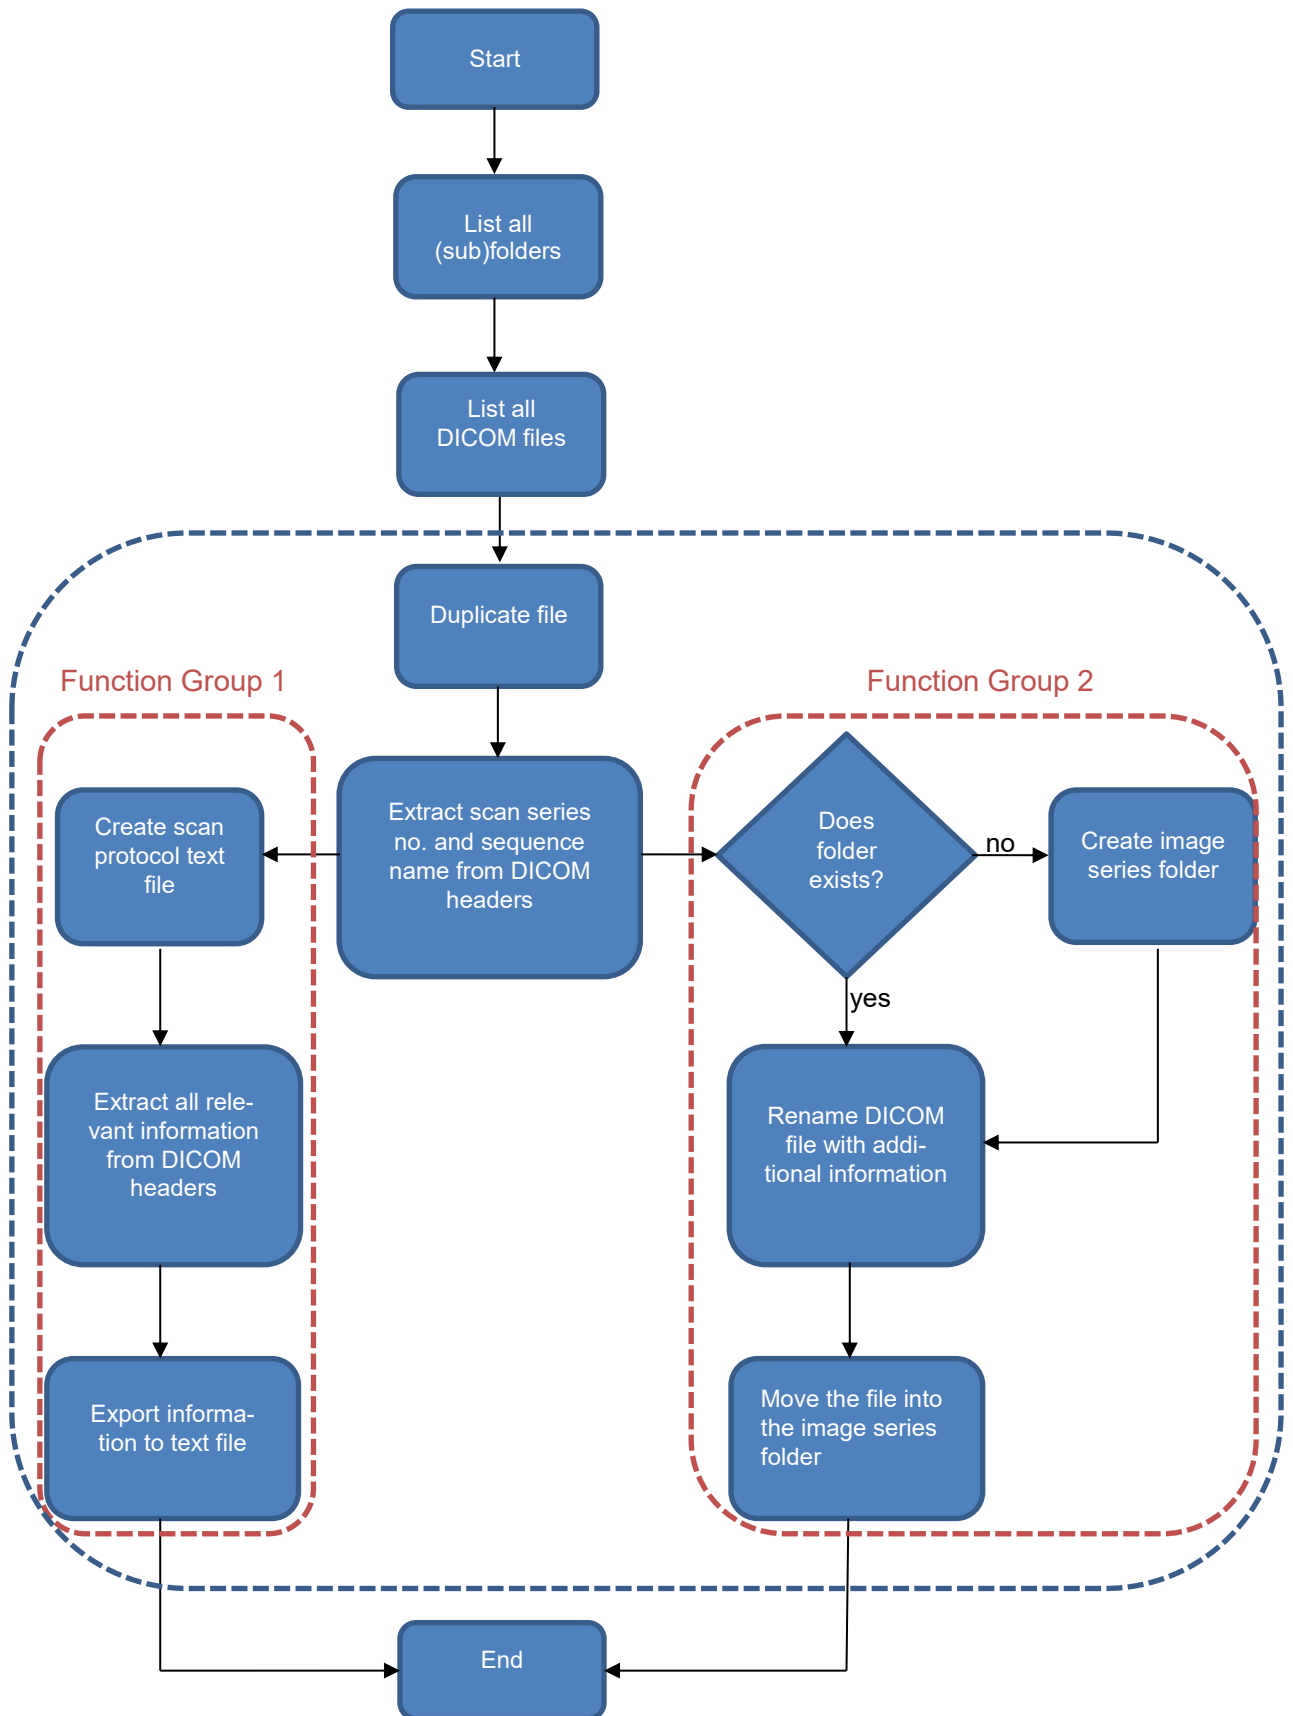 Start
List all
(sub)folders
List all
DICOM files
Duplicate file
Function Group 1
Function Group 2
Create scan
protocol text
file
Extract scan series
no. and sequence
name from DICOM
headers
Does
folder
exists?
no
Create image
series folder
yes
Extract all rele-
vant information
from DICOM
headers
Rename DICOM
file with addi-
tional information
Export informa-
tion to text file
Move the file into
the image series
folder
End